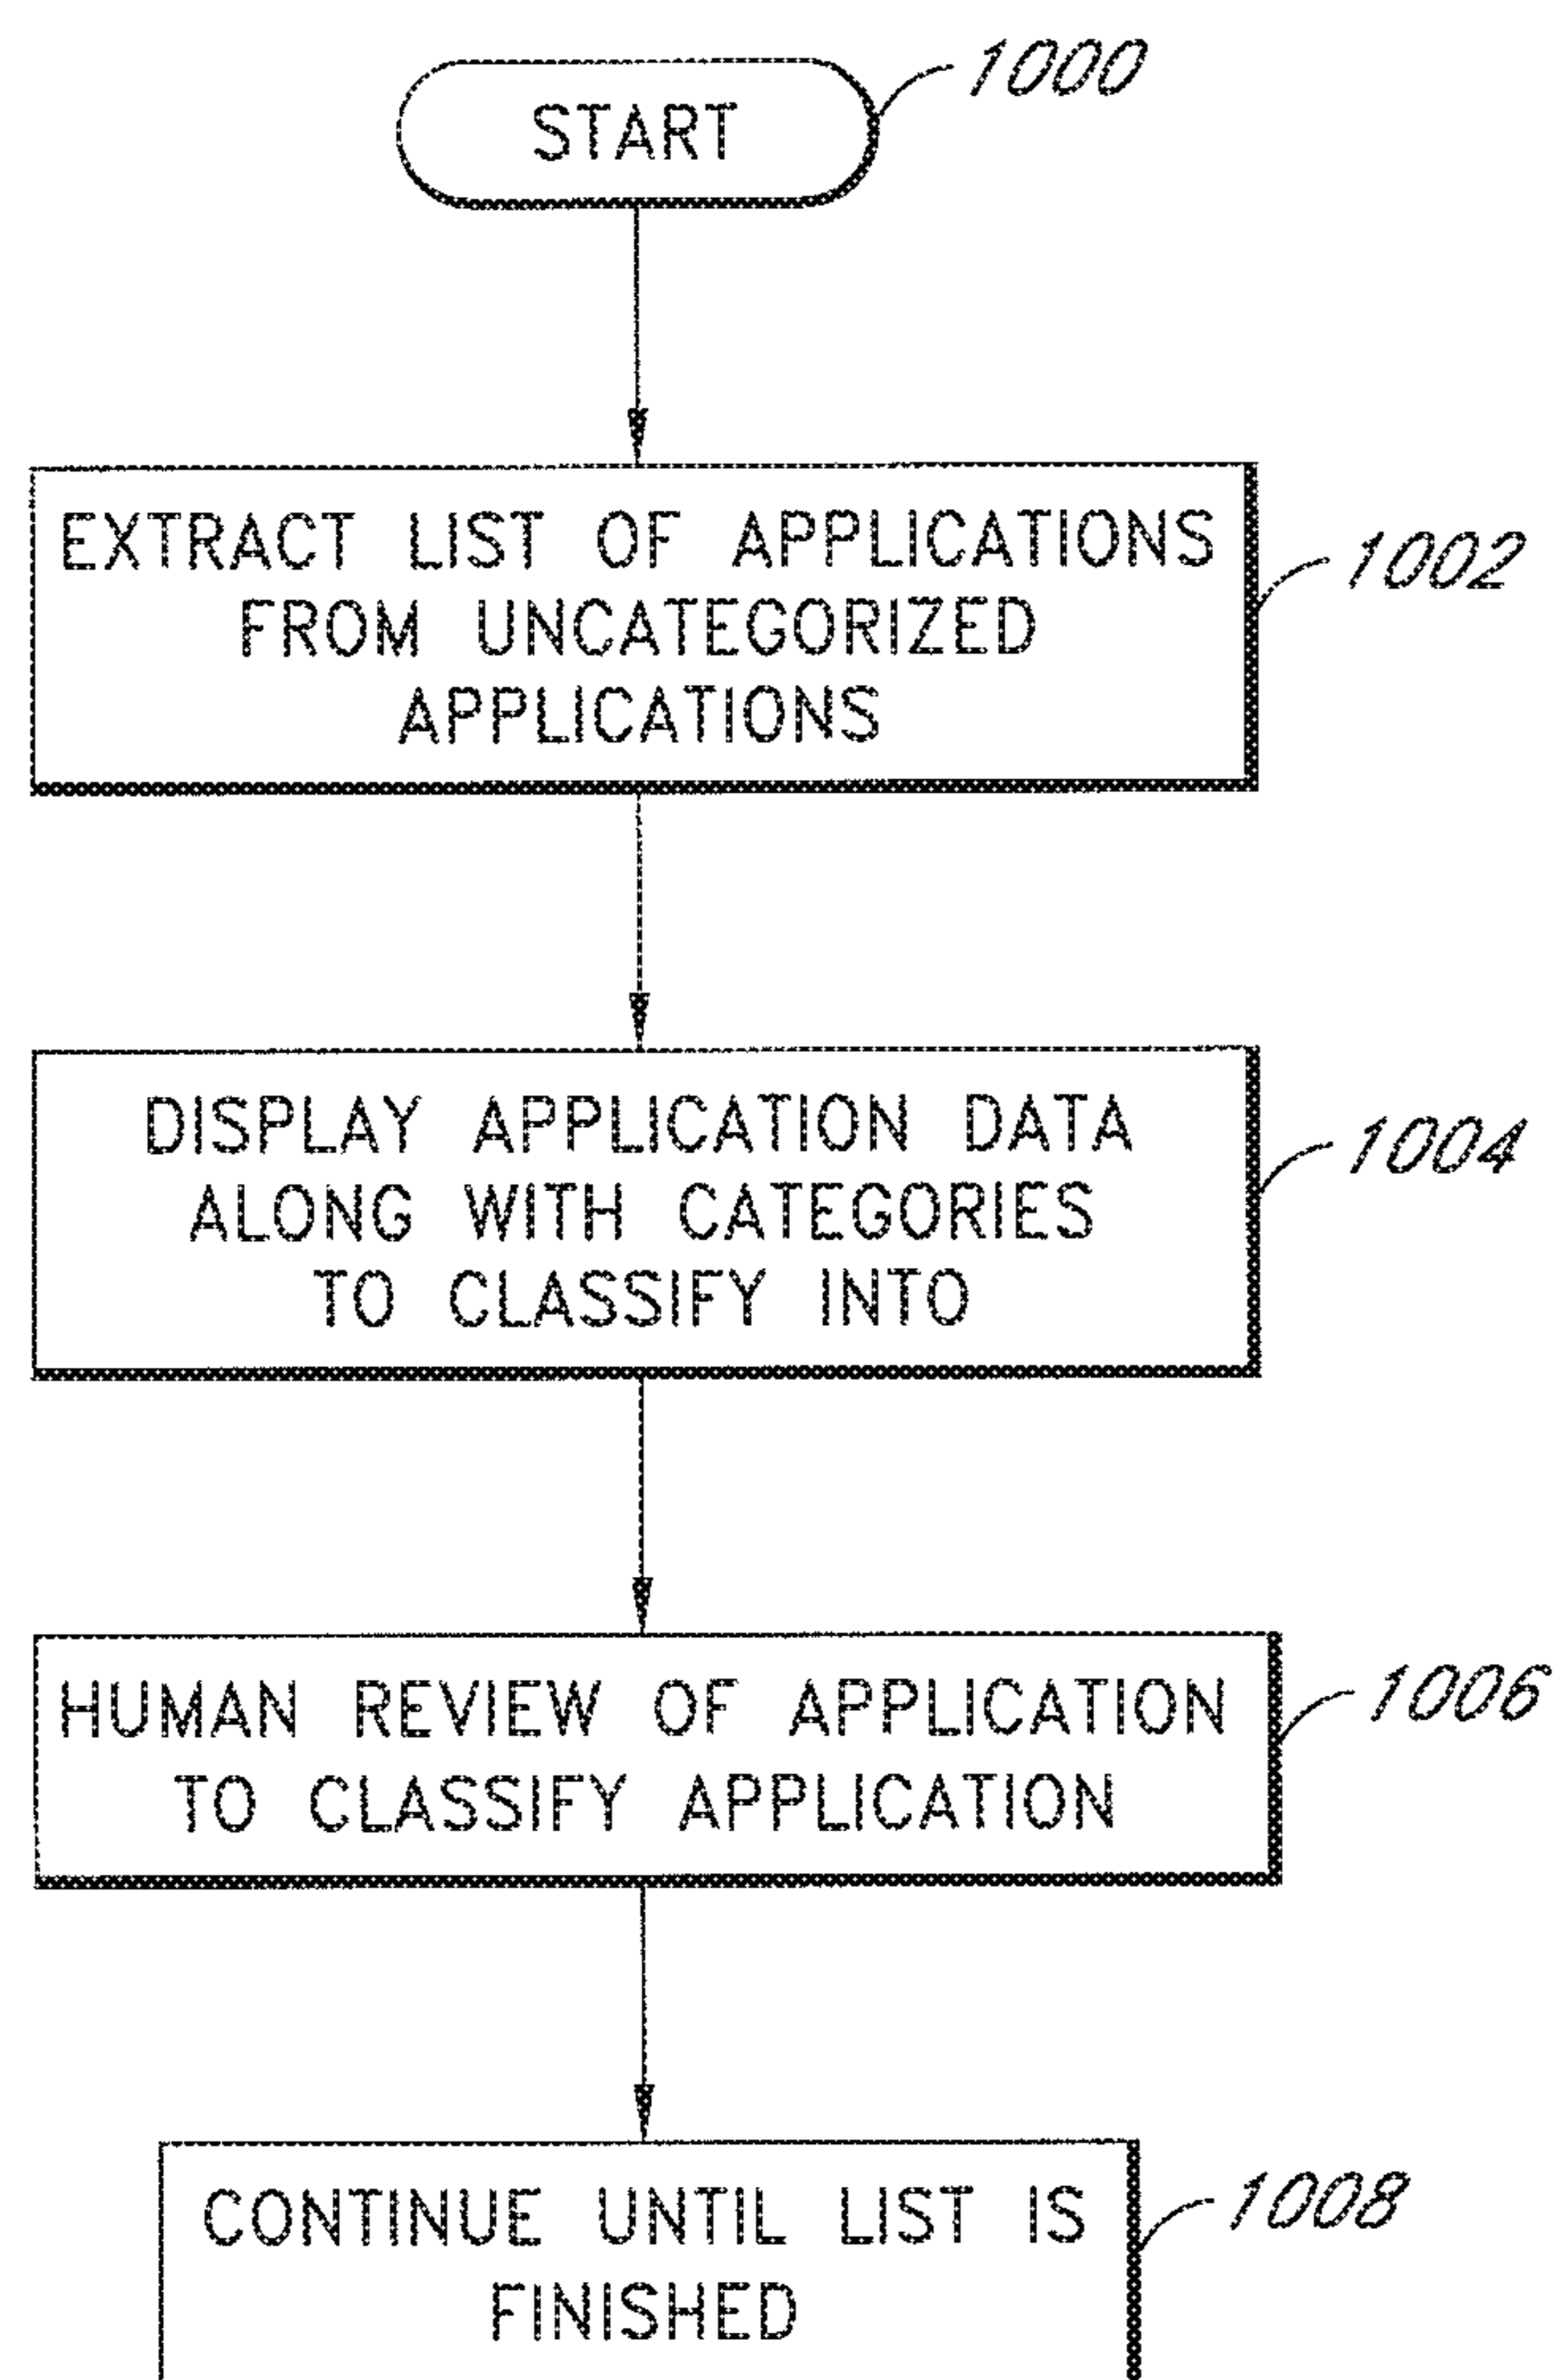 START
1000
EXTRACT LIST OF APPLICATIONS
FROM UNCATEGORIZED
APPLICATIONS
1002
DISPLAY APPLICATION DATA
ALONG WITH CATEGORIES
TO CLASSIFY INTO
1004
HUMAN REVIEW OF APPLICATION
TO CLASSIFY APPLICATION
1006
CONTINUE UNTIL LIST IS
FINISHED
1008